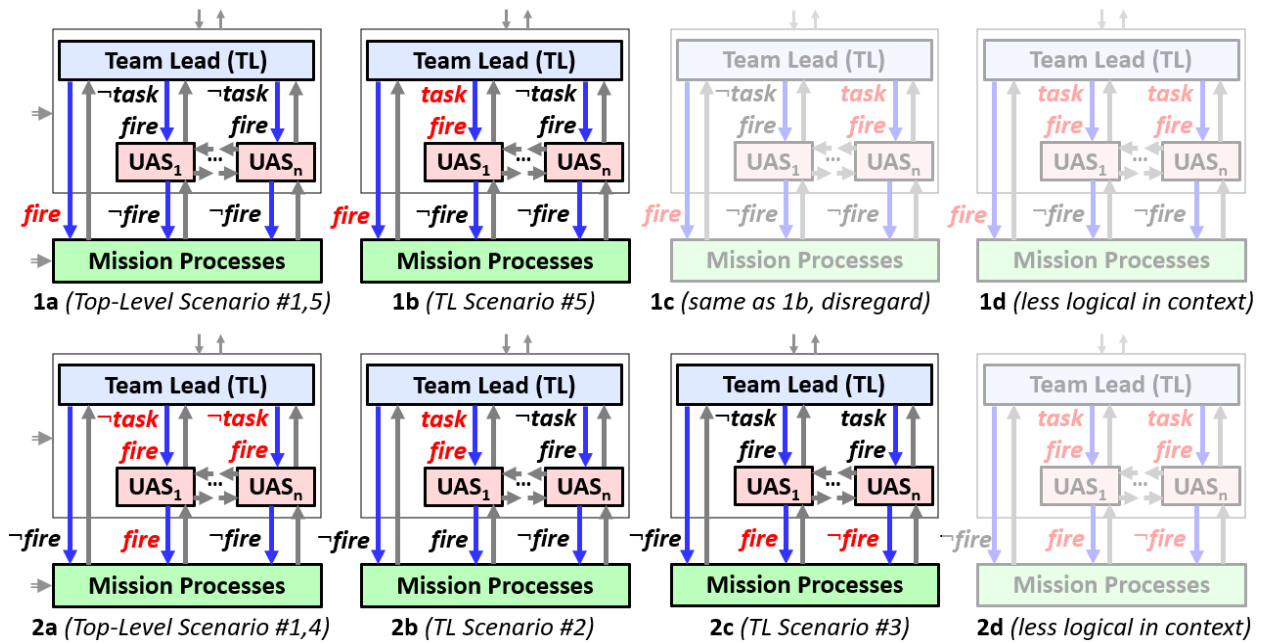 Team Lead (TL) Team Lead (TL) Team Lead (TL) Team Lead (TL)
¬task ¬task task ¬task ¬task task task task
fire fire fire fire fire fire fire fire
UAS1 ... UASn UAS1 ... UASn UAS1 ... UASn UAS1 ... UASn
fire ¬fire ¬fire fire ¬fire ¬fire fire ¬fire ¬fire fire ¬fire ¬fire
Mission Processes Mission Processes Mission Processes Mission Processes
1a (Top-Level Scenario #1,5) 1b (TL Scenario #5) 1c (same as 1b, disregard) 1d (less logical in context)
Team Lead (TL) Team Lead (TL) Team Lead (TL) Team Lead (TL)
¬task ¬task task ¬task ¬task task task task
fire fire fire fire fire fire fire fire
UAS1 ... UASn UAS1 ... UASn UAS1 ... UASn UAS1 ... UASn
¬fire fire ¬fire ¬fire fire ¬fire ¬fire fire ¬fire ¬fire fire ¬fire
Mission Processes Mission Processes Mission Processes Mission Processes
2a (Top-Level Scenario #1,4) 2b (TL Scenario #2) 2c (TL Scenario #3) 2d (less logical in context)